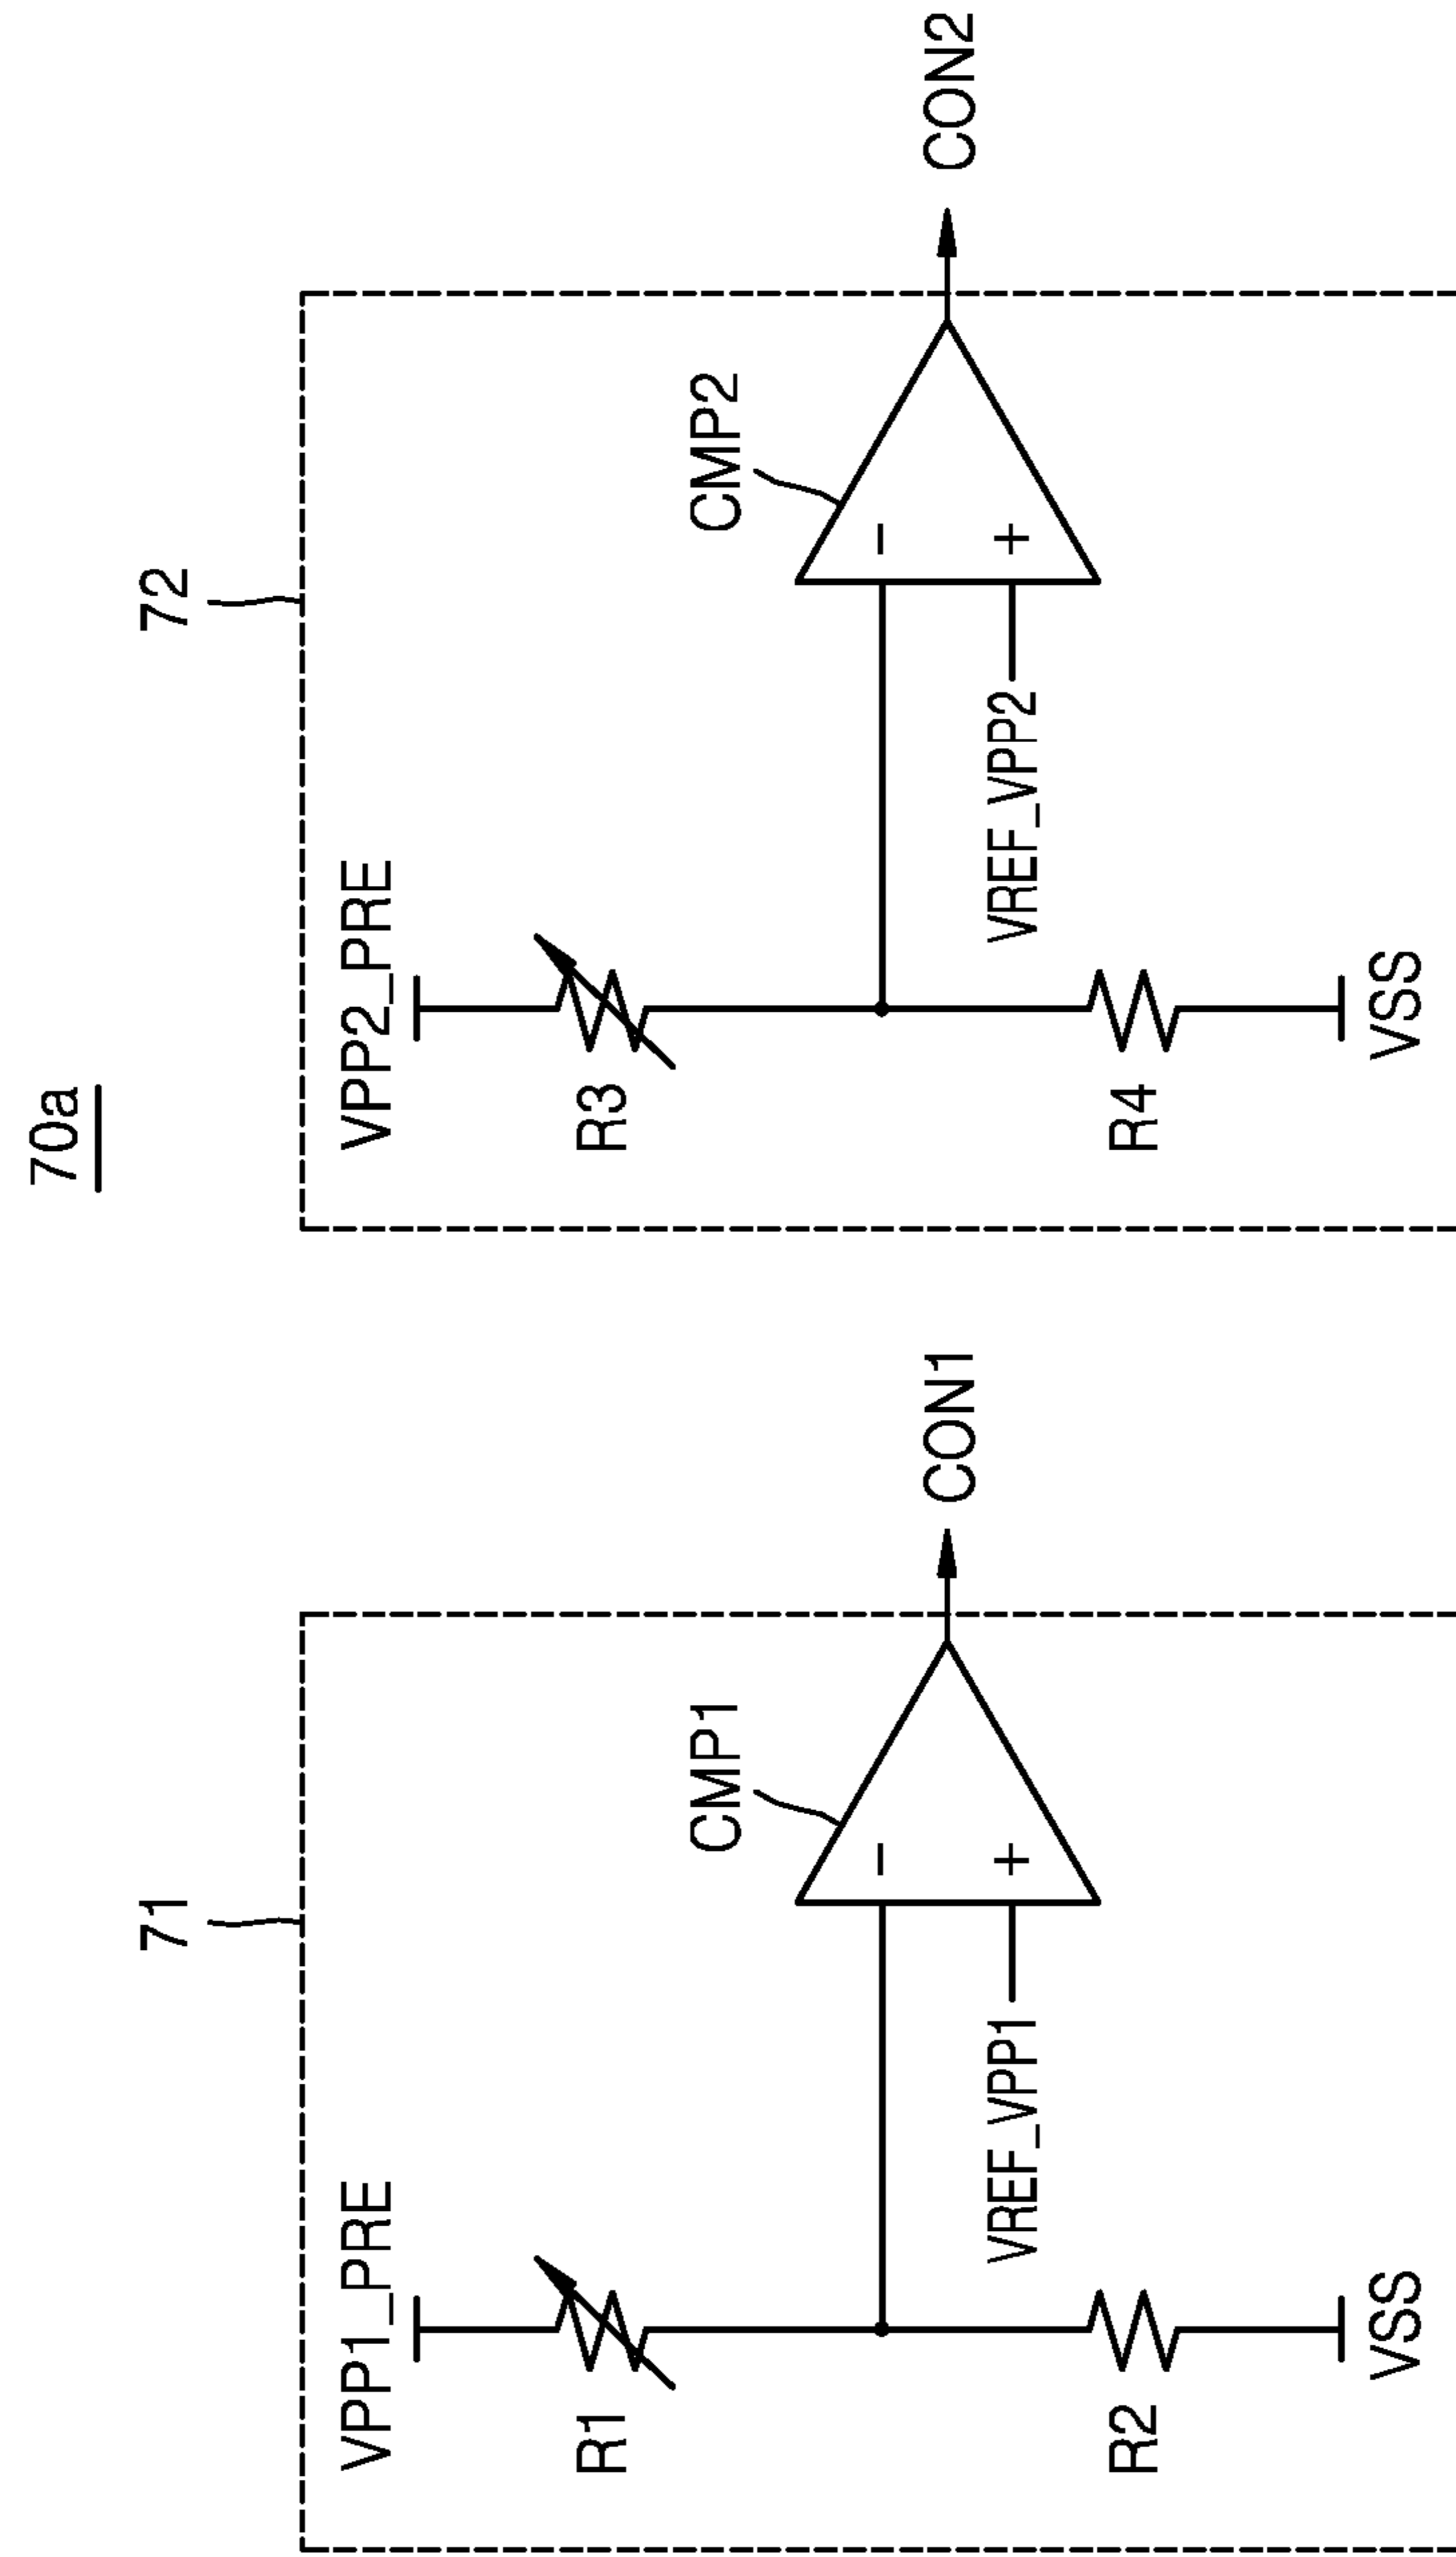 70a
71
VPP1_PRE
R1
CMP1
-
+
VREF_VPP1
CON1
R2
VSS
72
VPP2_PRE
R3
CMP2
-
+
VREF_VPP2
CON2
R4
VSS